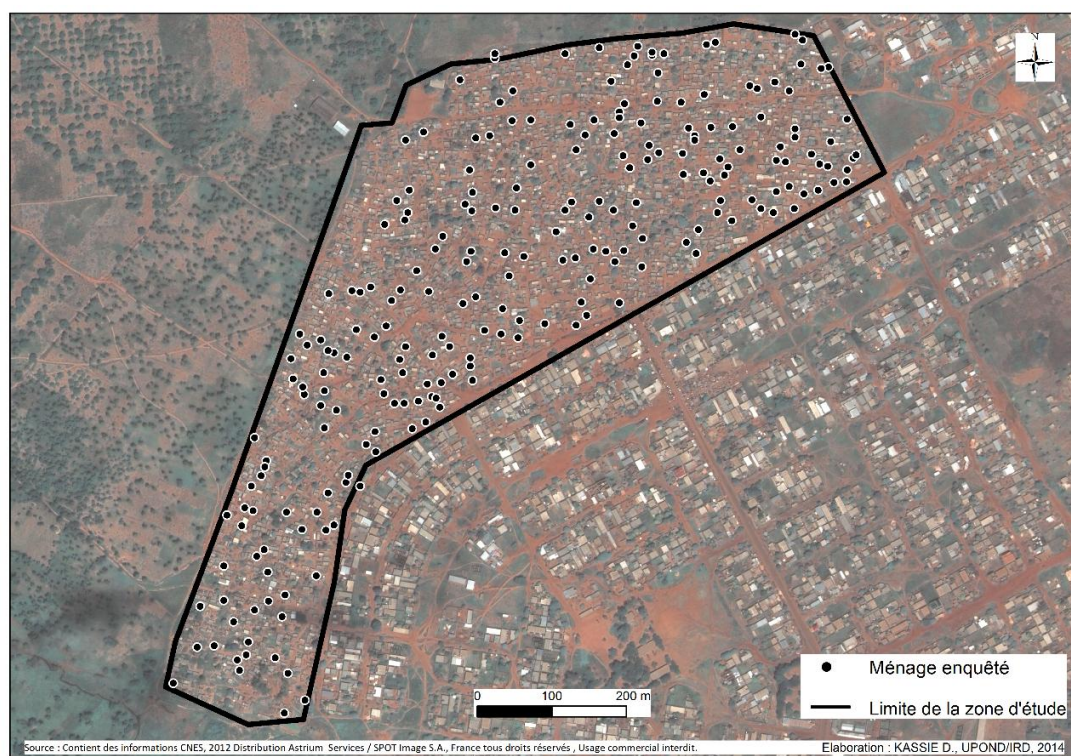 Ménage enquêté
0 100 200 m
Limite de la zone d'étude
Source : Contient des informations CNES, 2012 Distribution Astrium Services / SPOT Image S.A., France tous droits réservés , Usage commercial interdit.
Elaboration : KASSIE D., UPOND/IRD, 2014